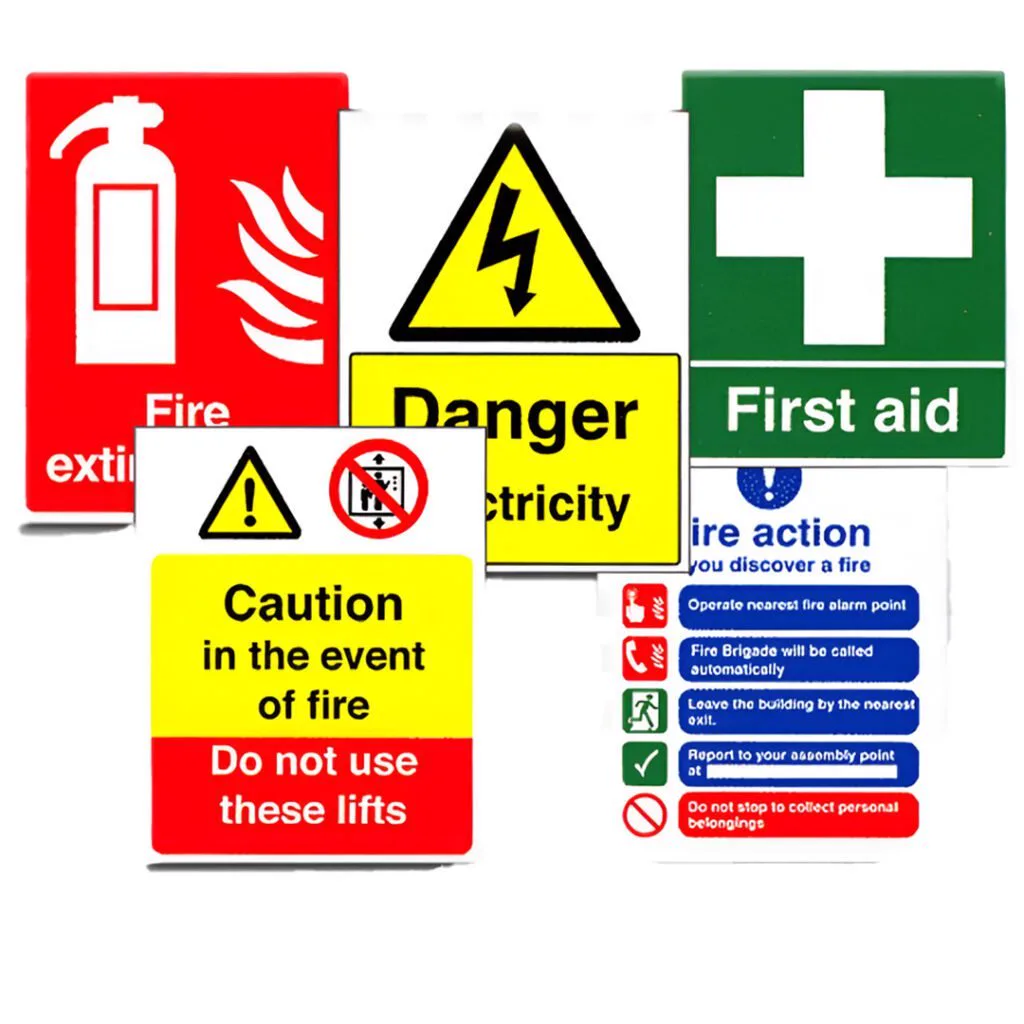 Fire
exti
Danger
ctricity
First aid
Caution
in the event
of fire
Do not use
these lifts
ire action
you discover a fire
Operate nearest fire alarm point
Fire Brigade will be called
automatically
Leave the building by the nearest
exit.
Report to your assembly point
at
Do not stop to collect personal
belongings